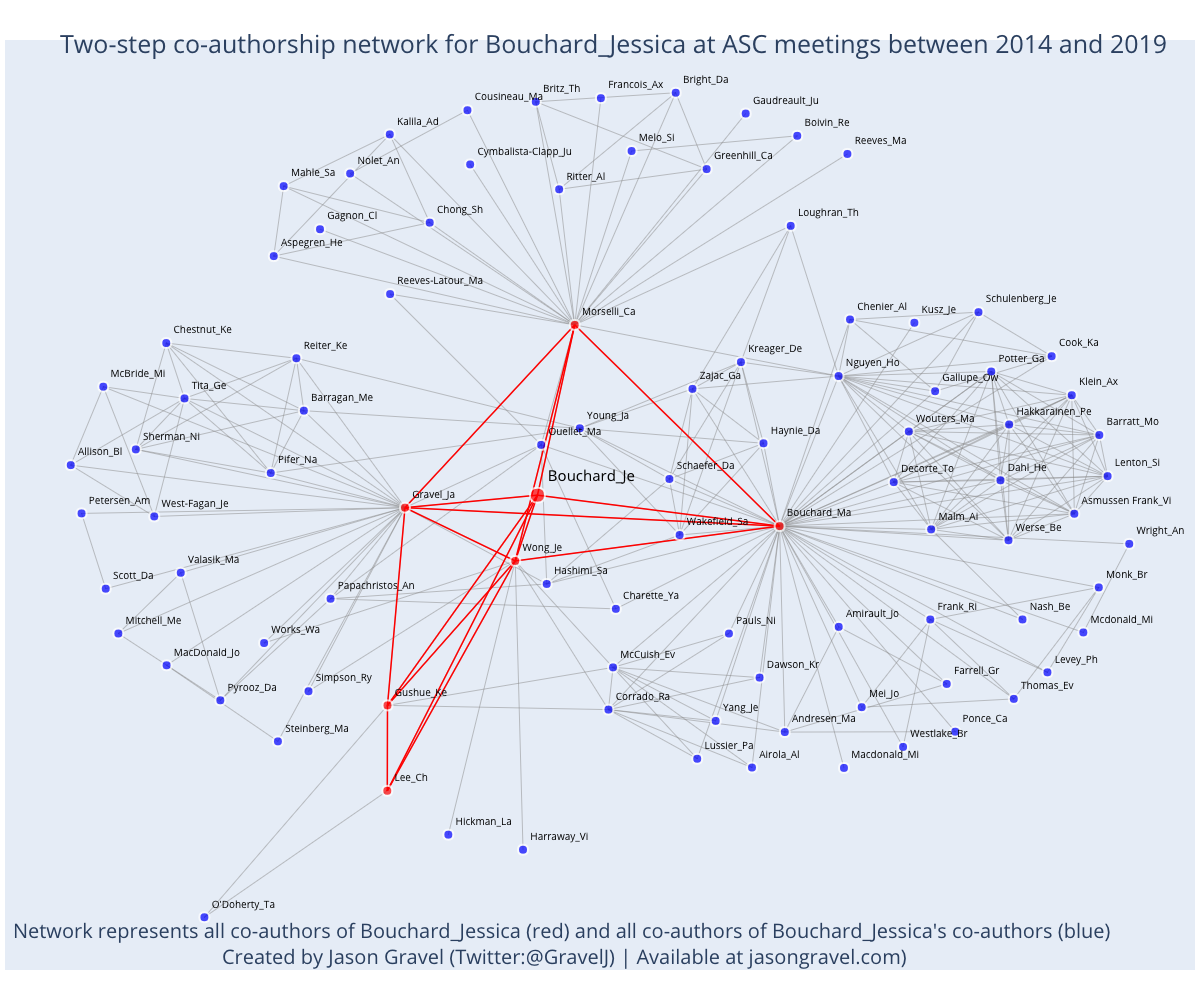 Two-step co-authorship network for Bouchard_Jessica at ASC meetings between 2014 and 2019
Bright_Da
Francois_Ax
Britz_Th
Cousineau_Ma
Gaudreault_Ju
Kalila_Ad
Boivin_Re
Melo_Si
Reeves_Ma
Cymbalista-Clapp_Ju
Greenhill_Ca
Nolet_An
Mahle_Sa
Ritter_Al
Chong_Sh
Gagnon_Cl
Loughran_Th
Aspegren_He
Reeves-Latour_Ma
Schulenberg_Je
Chenier_Al
Kusz_Je
Morselli_Ca
Chestnut_Ke
Cook_Ka
Reiter_Ke
Kreager_De
Potter_Ga
Nguyen_Ho
McBride_Mi
Zajac_Ga
Gallupe_Ow
Klein_Ax
Tita_Ge
Barragan_Me
Young_Ja
Wouters_Ma
Hakkarainen_Pe
Barratt_Mo
Ouellet_Ma
Sherman_Ni
Haynie_Da
Allison_Bl
Pifer_Na
Schaefer_Da
Decorte_To
Dahl_He
Lenton_Si
Bouchard_Je
Gravel_Ja
Petersen_Am
West-Fagan_Je
Bouchard_Ma
Asmussen Frank_Vi
Wakefield_Sa
Malm_Ai
Werse_Be
Wright_An
Wong_Je
Valasik_Ma
Hashimi_Sa
Scott_Da
Papachristos_An
Monk_Br
Charette_Ya
Mitchell_Me
Works_Wa
Pauls_Ni
Amirault_Jo
Frank_Ri
Nash_Be
Mcdonald_Mi
MacDonald_Jo
McCuish_Ev
Levey_Ph
Dawson_Kr
Farrell_Gr
Simpson_Ry
Pyrooz_Da
Gushue_Ke
Corrado_Ra
Mei_Jo
Thomas_Ev
Yang_Je
Andresen_Ma
Ponce_Ca
Steinberg_Ma
Westlake_Br
Lussier_Pa
Airola_Al
Macdonald_Mi
Lee_Ch
Hickman_La
Harraway_Vi
O'Doherty_Ta
Network represents all co-authors of Bouchard_Jessica (red) and all co-authors of Bouchard_Jessica's co-authors (blue)
Created by Jason Gravel (Twitter:@GravelJ) | Available at jasongravel.com)